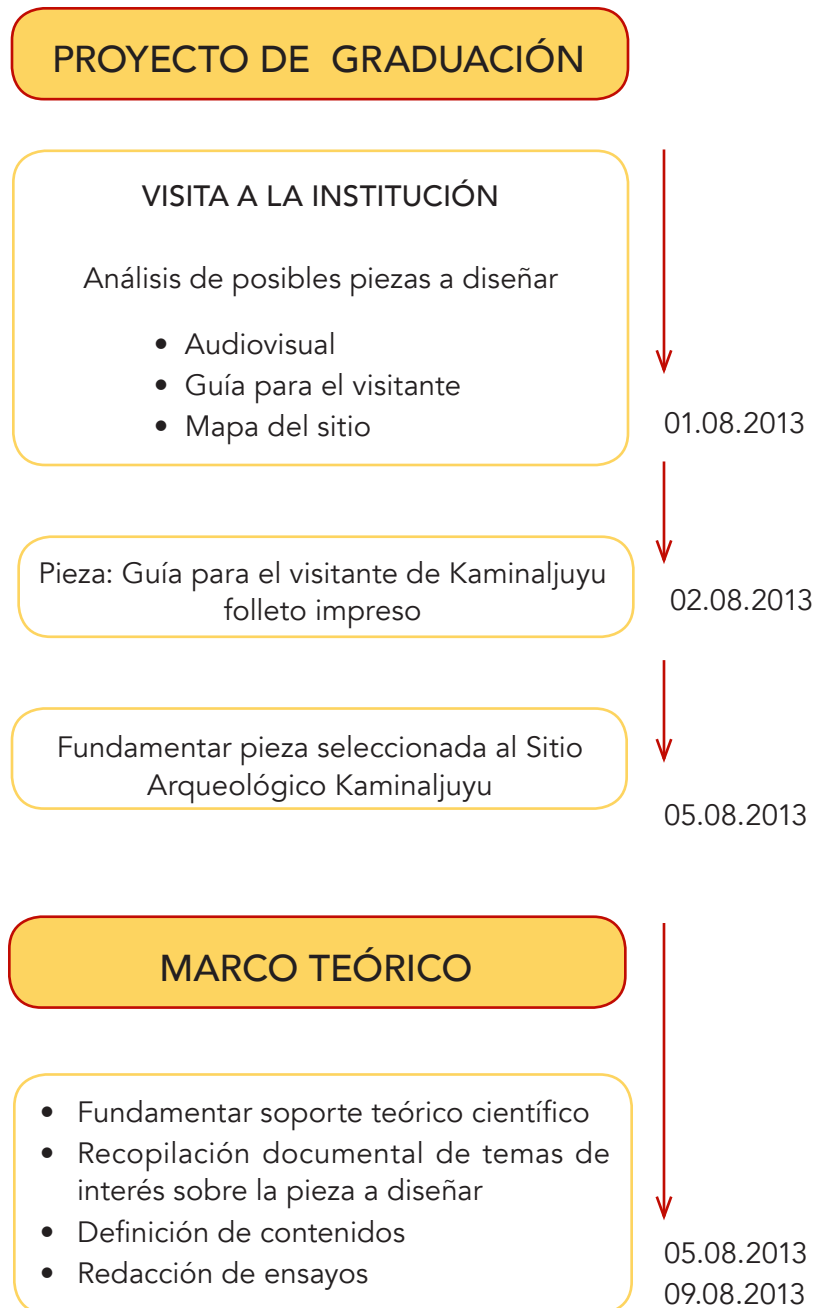 PROYECTO DE GRADUACIÓN
VISITA A LA INSTITUCIÓN
Análisis de posibles piezas a diseñar
• Audiovisual
• Guía para el visitante
• Mapa del sitio
01.08.2013
Pieza: Guía para el visitante de Kaminaljuyu
folleto impreso
02.08.2013
Fundamentar pieza seleccionada al Sitio
Arqueológico Kaminaljuyu
05.08.2013
MARCO TEÓRICO
• Fundamentar soporte teórico científico
• Recopilación documental de temas de
interés sobre la pieza a diseñar
• Definición de contenidos
• Redacción de ensayos
05.08.2013
09.08.2013